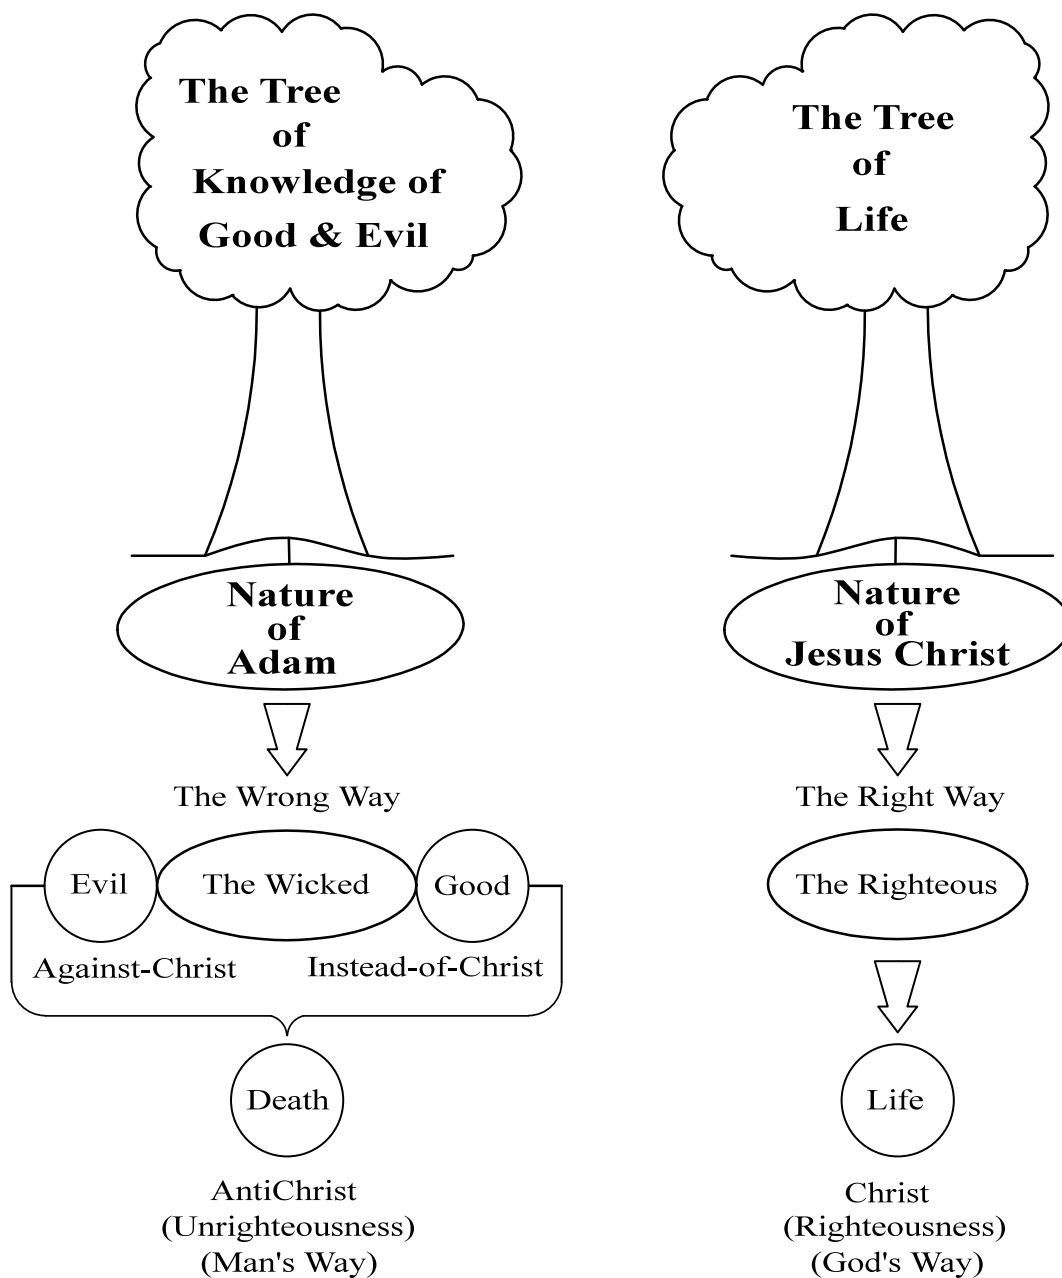 The Tree
of
Knowledge of
Good & Evil
Nature
of
Adam
The Wrong Way
Evil
The Wicked
Good
Against-Christ
Instead-of-Christ
Death
AntiChrist
(Unrighteousness)
(Man's Way)
The Tree
of
Life
Nature
of
Jesus Christ
The Right Way
The Righteous
Life
Christ
(Righteousness)
(God's Way)